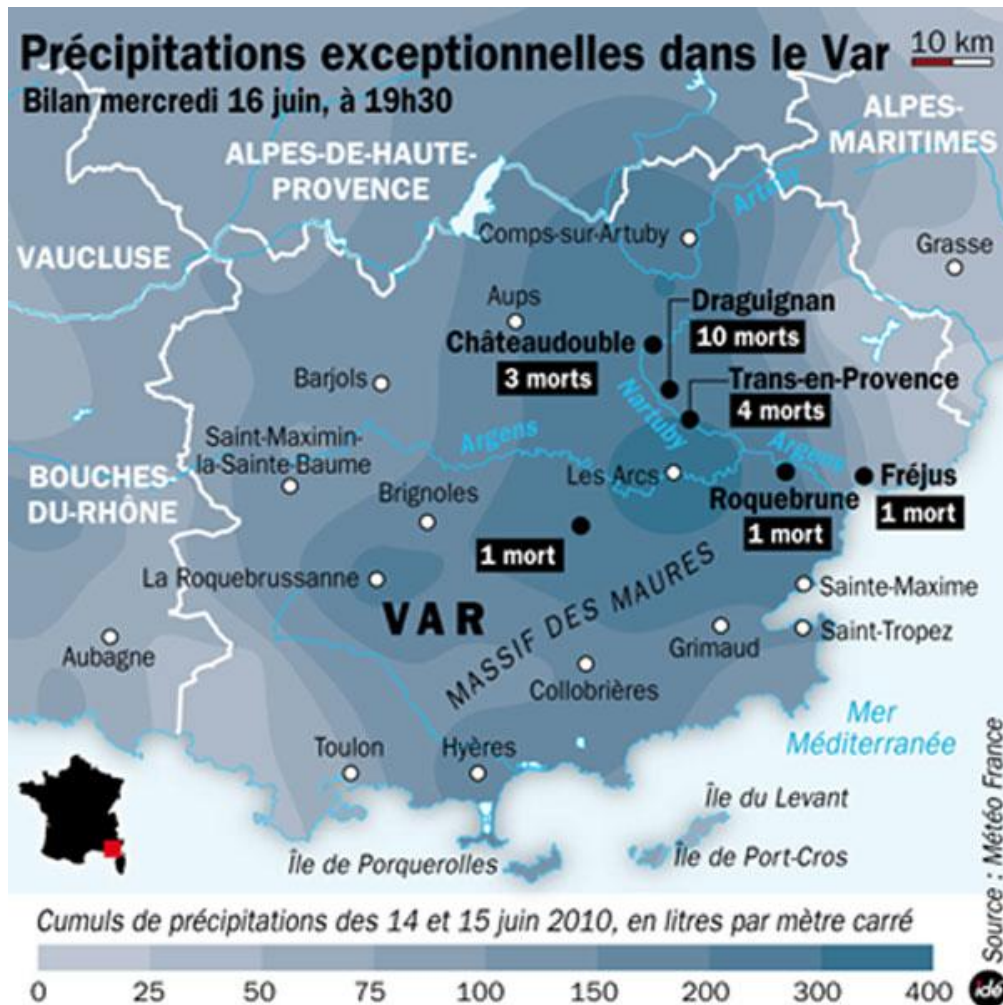 Précipitations exceptionnelles dans le Var
10 km
Bilan mercredi 16 juin, à 19h30
ALPES-
MARITIMES
ALPES-DE-HAUTE-
PROVENCE
Artuby
Comps-sur-Artuby
VAUCLUSE
Grasse
Aups
Draguignan
10 morts
Châteaudouble
3 morts
Barjols
Trans-en-Provence
4 morts
Nartuby
Saint-Maximin-
la-Sainte-Baume
Argens
Argens
BOUCHES-
DU-RHÔNE
Les Arcs
Fréjus
1 mort
Brignoles
Roquebrune
1 mort
1 mort
La Roquebrussanne
Sainte-Maxime
VAR
MASSIF DES MAURES
Grimaud
Saint-Tropez
Aubagne
Collobrières
Mer
Méditerranée
Toulon
Hyères
Île du Levant
Île de Port-Cros
Île de Porquerolles
Source : Météo France
Cumuls de précipitations des 14 et 15 juin 2010, en litres par mètre carré
0 25 50 75 100 150 200 300 400
idé